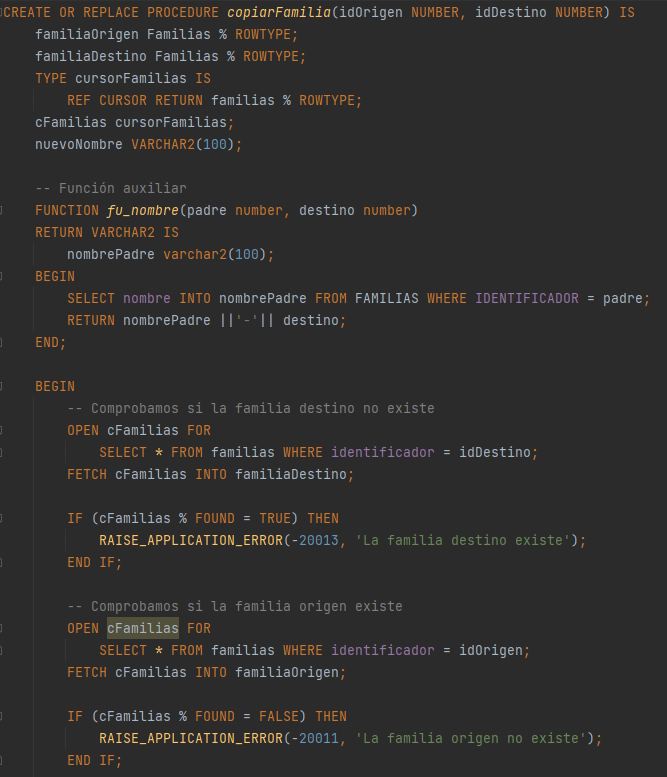 CREATE OR REPLACE PROCEDURE copiarFamilia(idOrigen NUMBER, idDestino NUMBER) IS
familiaOrigen Familias % ROWTYPE;
familiaDestino Familias % ROWTYPE;
TYPE cursorFamilias IS
REF CURSOR RETURN familias % ROWTYPE;
cFamilias cursorFamilias;
nuevoNombre VARCHAR2(100);
-- Función auxiliar
FUNCTION fu_nombre(padre number, destino number)
RETURN VARCHAR2 IS
nombrePadre varchar2(100);
BEGIN
SELECT nombre INTO nombrePadre FROM FAMILIAS WHERE IDENTIFICADOR = padre;
RETURN nombrePadre ||'-'|| destino;
END;
BEGIN
-- Comprobamos si la familia destino no existe
OPEN cFamilias FOR
SELECT * FROM familias WHERE identificador = idDestino;
FETCH cFamilias INTO familiaDestino;
IF (cFamilias % FOUND = TRUE) THEN
RAISE_APPLICATION_ERROR(-20013, 'La familia destino existe');
END IF;
-- Comprobamos si la familia origen existe
OPEN cFamilias FOR
SELECT * FROM familias WHERE identificador = idOrigen;
FETCH cFamilias INTO familiaOrigen;
IF (cFamilias % FOUND = FALSE) THEN
RAISE_APPLICATION_ERROR(-20011, 'La familia origen no existe');
END IF;